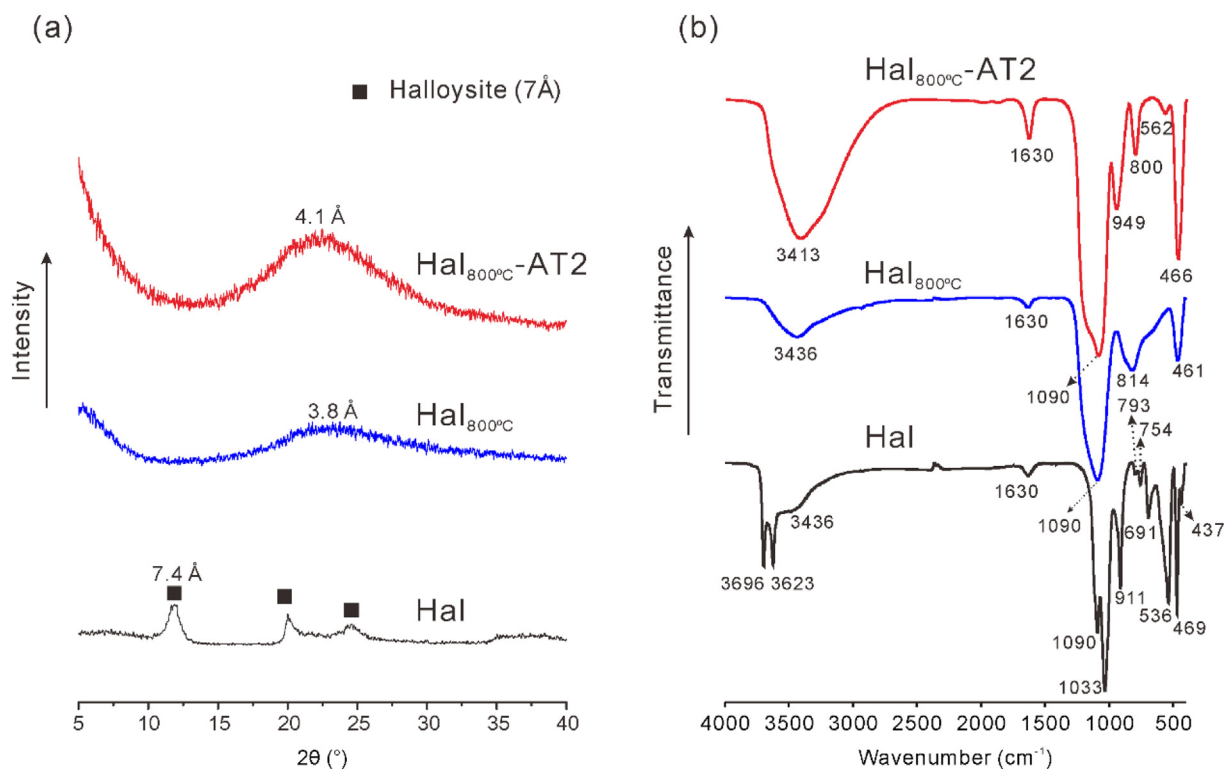 (a)
■ Halloysite (7Å)
4.1 Å
Hal800ºC-AT2
3.8 Å
Hal800ºC
7.4 Å
Hal
Intensity
5 10 15 20 25 30 35 40
2θ (°)
(b)
Hal800ºC-AT2
3413
1630
1090
949
800
562
466
Hal800ºC
3436
1630
1090
814
461
Hal
3696
3623
3436
1630
1090
1033
911
793
754
691
536
469
437
Transmittance
4000 3500 3000 2500 2000 1500 1000 500
Wavenumber (cm-1)